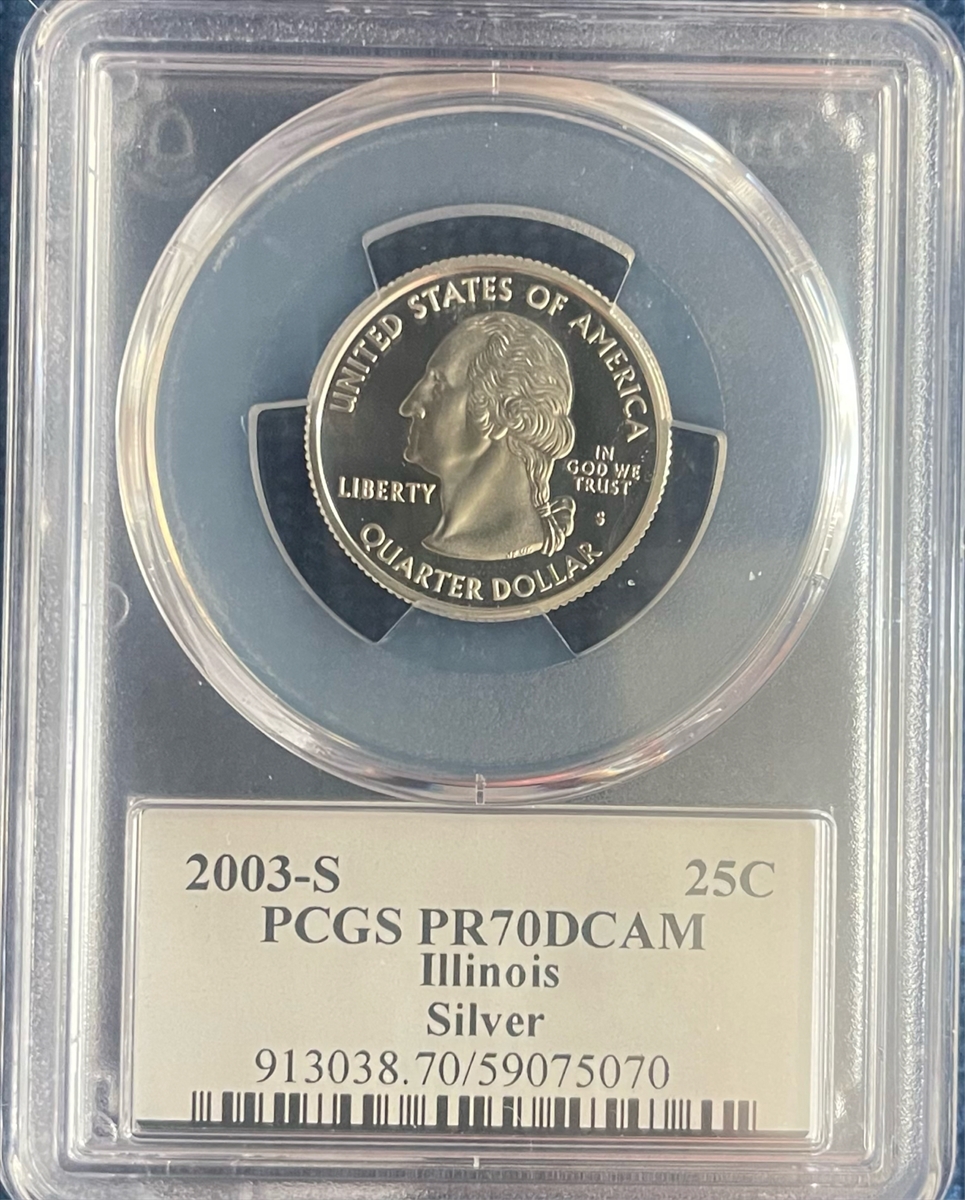 UNITED STATES OF AMERICA
LIBERTY
IN
GOD WE
TRUST
S
QUARTER DOLLAR
2003-S 25C
PCGS PR70DCAM
Illinois
Silver
913038.70/59075070